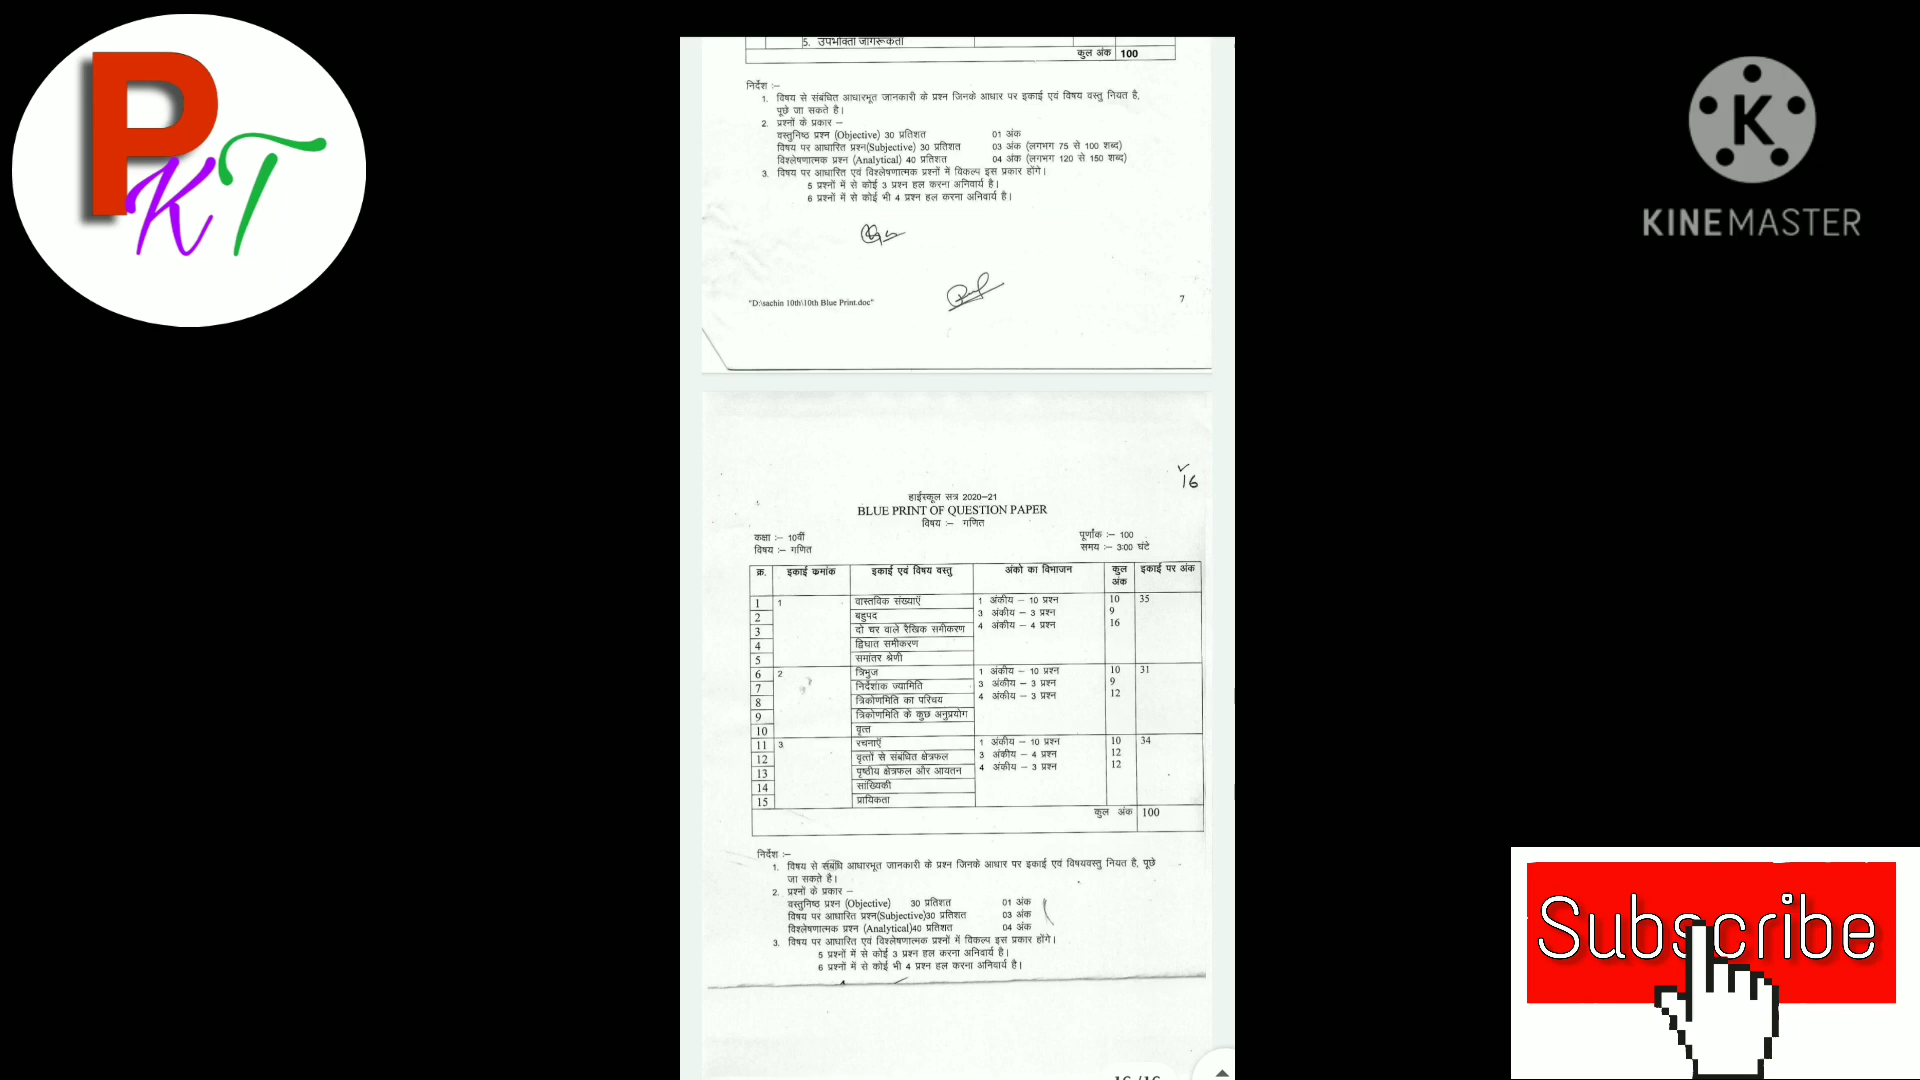 PKT
K
KINEMASTER
5. उपभोक्ता जागरूकता
कुल अंक 100
निर्देश :–
1. विषय से संबंधित आधारभूत जानकारी के प्रश्न जिनके आधार पर इकाई एवं विषय वस्तु नियत है,
पूछे जा सकते है।
2. प्रश्नों के प्रकार –
वस्तुनिष्ठ प्रश्न (Objective) 30 प्रतिशत 01 अंक
विषय पर आधारित प्रश्न(Subjective) 30 प्रतिशत 03 अंक (लगभग 75 से 100 शब्द)
विश्लेषणात्मक प्रश्न (Analytical) 40 प्रतिशत 04 अंक (लगभग 120 से 150 शब्द)
3. विषय पर आधारित एवं विश्लेषणात्मक प्रश्नों में विकल्प इस प्रकार होंगे।
5 प्रश्नों में से कोई 3 प्रश्न हल करना अनिवार्य है।
6 प्रश्नों में से कोई भी 4 प्रश्न हल करना अनिवार्य है।
"D:\sachin 10th\10th Blue Print.doc" 7
16
हाईस्कूल सत्र 2020–21
BLUE PRINT OF QUESTION PAPER
विषय :– गणित
कक्षा :– 10वीं पूर्णांक :– 100
विषय :– गणित समय :– 3:00 घंटे
क्र. इकाई कमांक इकाई एवं विषय वस्तु अंको का विभाजन कुल अंक इकाई पर अंक
1 1 वास्तविक संख्याएँ 1 अंकीय – 10 प्रश्न 10 35
2 बहुपद 3 अंकीय – 3 प्रश्न 9
3 दो चर वाले रैखिक समीकरण 4 अंकीय – 4 प्रश्न 16
4 द्विघात समीकरण
5 समांतर श्रेणी
6 2 त्रिभुज 1 अंकीय – 10 प्रश्न 10 31
7 निर्देशांक ज्यामिति 3 अंकीय – 3 प्रश्न 9
8 त्रिकोणमिति का परिचय 4 अंकीय – 3 प्रश्न 12
9 त्रिकोणमिति के कुछ अनुप्रयोग
10 वृत्त
11 3 रचनाएँ 1 अंकीय – 10 प्रश्न 10 34
12 वृत्तों से संबंधित क्षेत्रफल 3 अंकीय – 4 प्रश्न 12
13 पृष्ठीय क्षेत्रफल और आयतन 4 अंकीय – 3 प्रश्न 12
14 सांख्यिकी
15 प्रायिकता
कुल अंक 100
निर्देश :–
1. विषय से संबंधि आधारभूत जानकारी के प्रश्न जिनके आधार पर इकाई एवं विषयवस्तु नियत है, पूछे
जा सकते है।
2. प्रश्नों के प्रकार –
वस्तुनिष्ठ प्रश्न (Objective) 30 प्रतिशत 01 अंक
विषय पर आधारित प्रश्न(Subjective)30 प्रतिशत 03 अंक
विश्लेषणात्मक प्रश्न (Analytical)40 प्रतिशत 04 अंक
3. विषय पर आधारित एवं विश्लेषणात्मक प्रश्नों में विकल्प इस प्रकार होंगे।
5 प्रश्नों में से कोई 3 प्रश्न हल करना अनिवार्य है।
6 प्रश्नों में से कोई भी 4 प्रश्न हल करना अनिवार्य है।
16/16
Subscribe